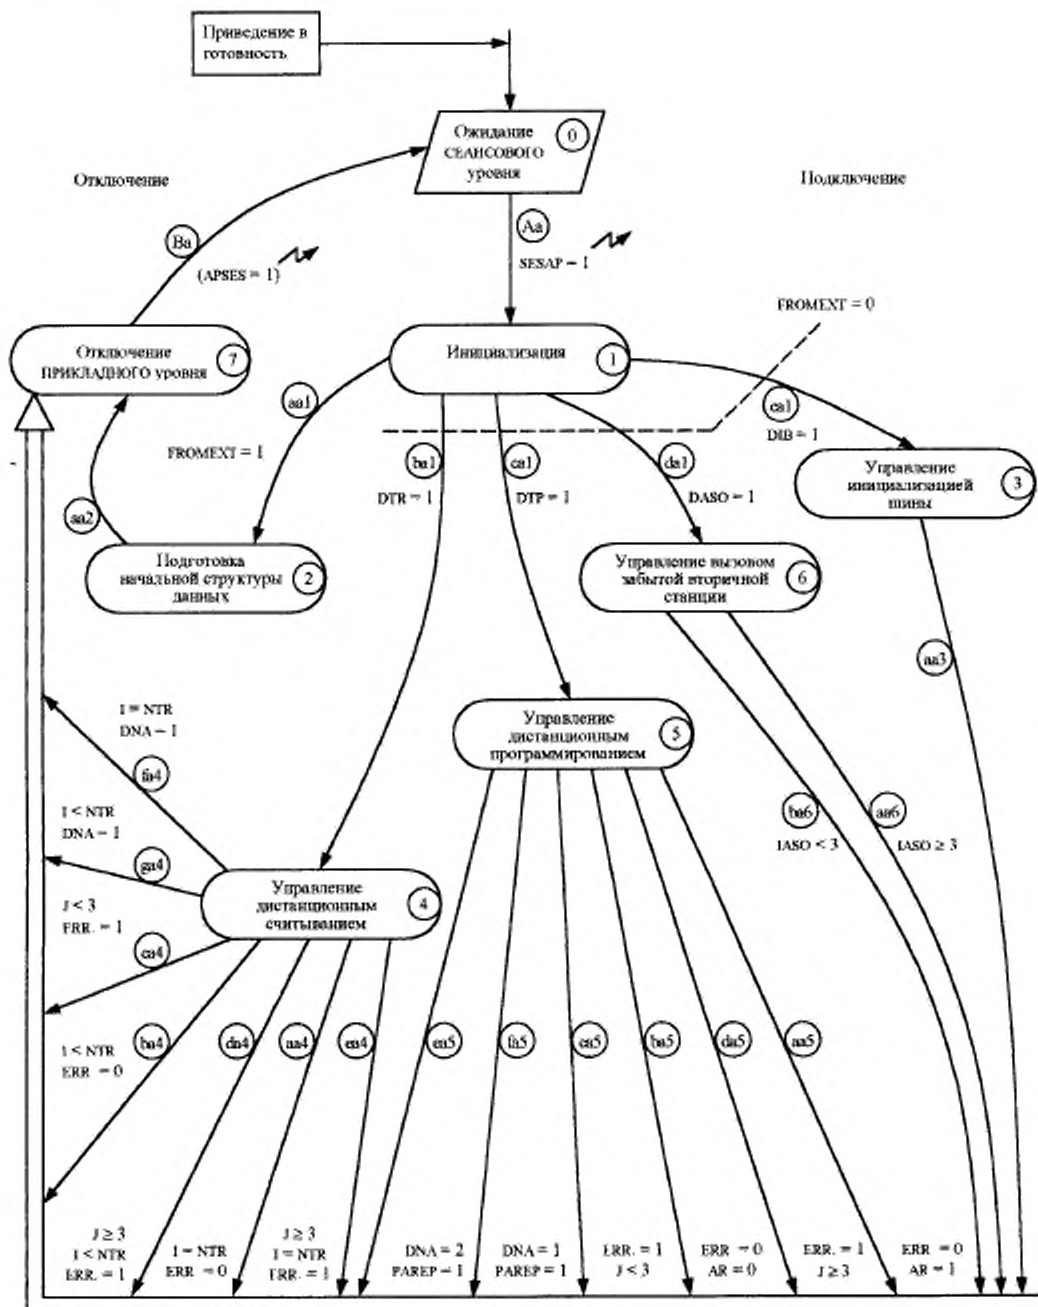 Приведение в
готовность
Ожидание
СЕАНСОВОГО
уровня
0
Отключение
Подключение
Aa
SESAP = 1
Ba
(APSES = 1)
FROMEXT = 0
Отключение
ПРИКЛАДНОГО уровня
7
Инициализация
1
aa1
ca1
DIB = 1
FROMEXT = 1
ba1
DTR = 1
ca1
DTP = 1
da1
DASO = 1
Управление
инициализацией
шины
3
aa2
Подготовка
начальной структуры
данных
2
Управление вызовом
забытой вторичной
станции
6
aa3
I = NTR
DNA = 1
fa4
Управление
дистанционным
программированием
5
I < NTR
DNA = 1
ga4
ba6
IASO < 3
aa6
IASO ≥ 3
Управление
дистанционным
считыванием
4
J < 3
ERR. = 1
ca4
I < NTR
ERR = 0
ba4
da4
aa4
ea4
ea5
fa5
ca5
ba5
da5
aa5
J ≥ 3
I < NTR
ERR. = 1
I = NTR
ERR = 0
J ≥ 3
I = NTR
ERR. = 1
DNA = 2
PAREP = 1
DNA = 1
PAREP = 1
ERR. = 1
J < 3
ERR = 0
AR = 0
ERR. = 1
J ≥ 3
ERR = 0
AR = 1